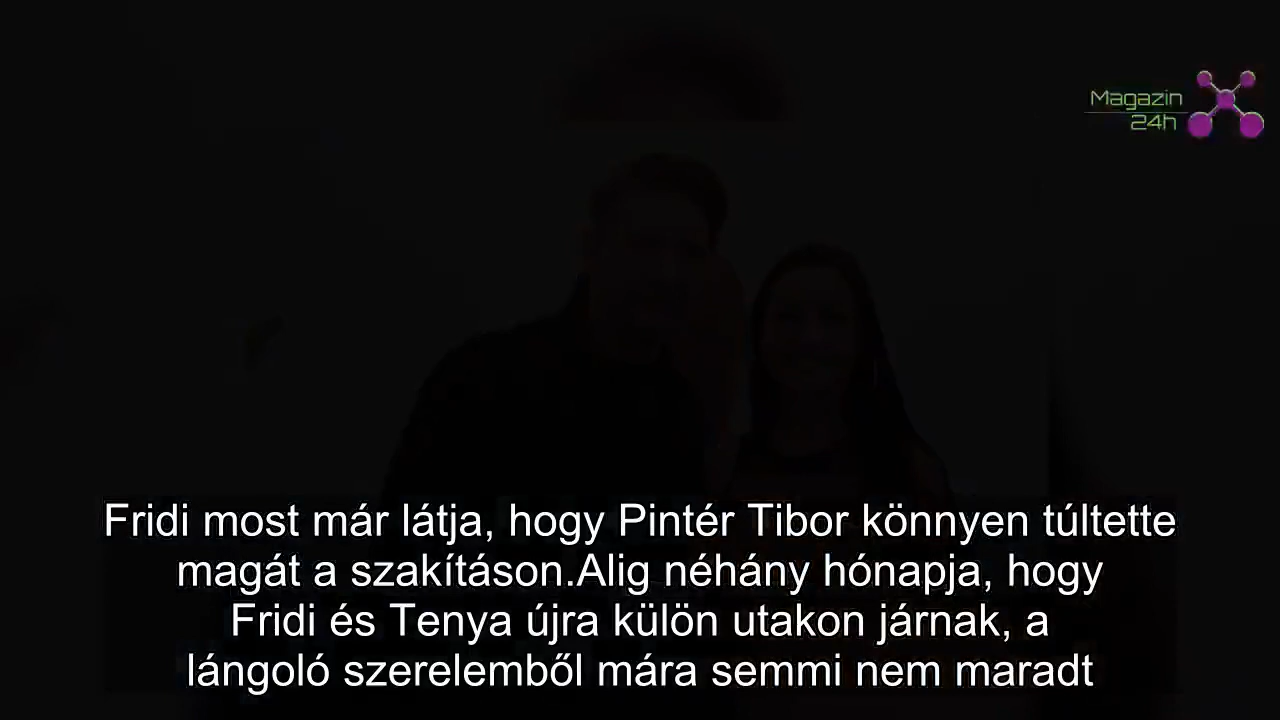 Magazin
24h
Fridi most már látja, hogy Pintér Tibor könnyen túltette
magát a szakításon.Alig néhány hónapja, hogy
Fridi és Tenya újra külön utakon járnak, a
lángoló szerelemből mára semmi nem maradt